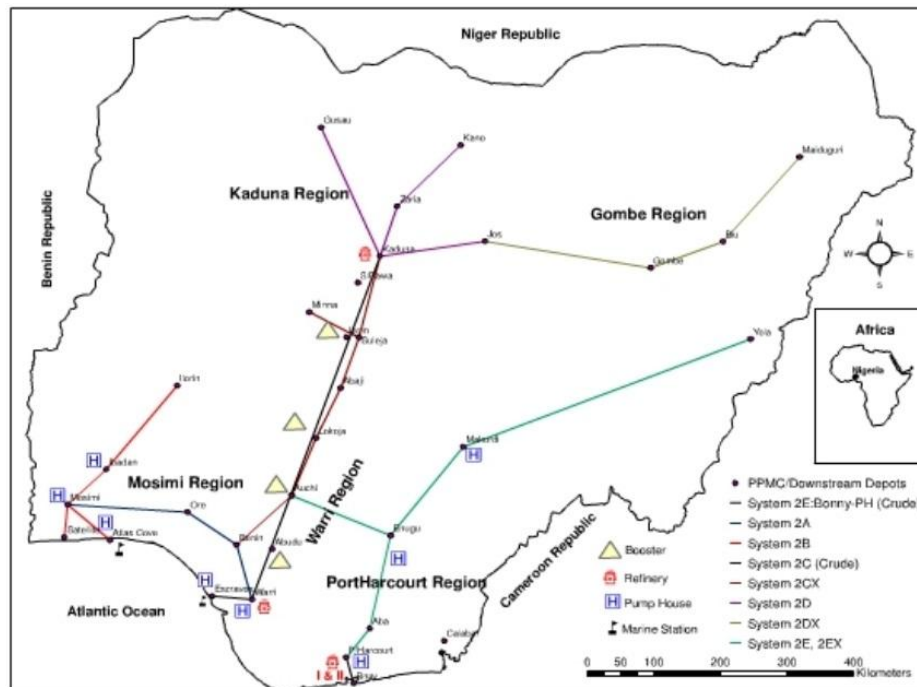 Niger Republic
Gusau
Kano
Maiduguri
Kaduna Region
Zaria
Gombe Region
Benin Republic
Jos
Biu
Kaduna
Gombe
N
W
E
S
Minna
Suleja
Yola
Africa
Nigeria
Abaji
Ilorin
Lokoja
Makurdi
H
Ibadan
H
Mosimi Region
Warri Region
Auchi
Mosimi
H
Ore
Enugu
H
Satellite
Atlas Cove
H
Benin
Abudu
PortHarcourt Region
Cameroon Republic
Atlantic Ocean
Escravos
H
Warri
H
Aba
Calabar
P/Harcourt
H
I & II
Bonny
PPMC/Downstream Depots
System 2E:Bonny-PH (Crude)
System 2A
System 2B
System 2C (Crude)
System 2CX
System 2D
System 2DX
System 2E, 2EX
Booster
Refinery
H Pump House
Marine Station
0 50 100 200 300 400
Kilometers